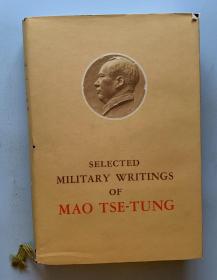 SELECTED
MILITARY WRITINGS
OF
MAO TSE-TUNG